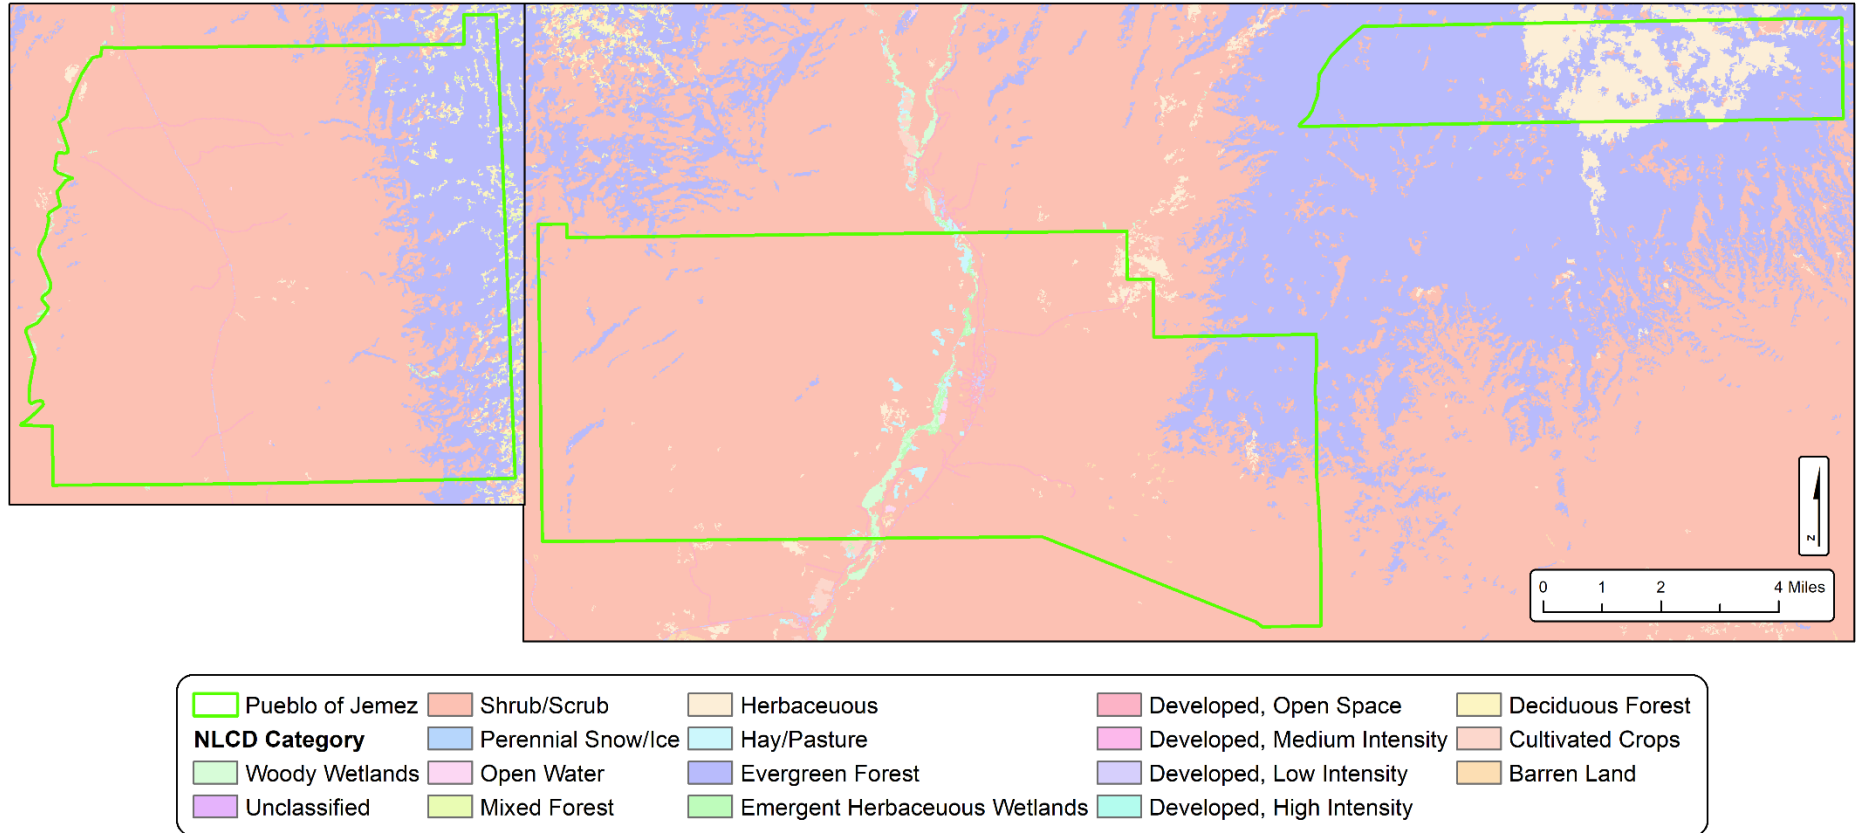 N
0 1 2 4 Miles
Pueblo of Jemez Shrub/Scrub Herbaceuous Developed, Open Space Deciduous Forest
NLCD Category Perennial Snow/Ice Hay/Pasture Developed, Medium Intensity Cultivated Crops
Woody Wetlands Open Water Evergreen Forest Developed, Low Intensity Barren Land
Unclassified Mixed Forest Emergent Herbaceuous Wetlands Developed, High Intensity